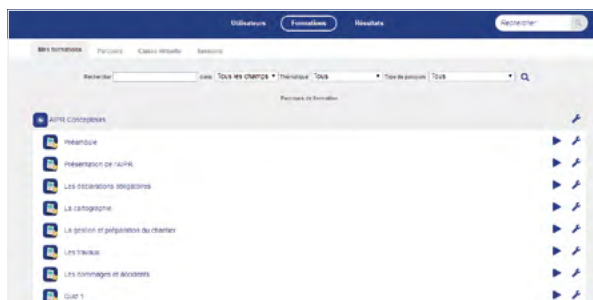 Utilisateurs Formations Résultats Rechercher
Mes formations Parcours Classe virtuelle Sessions
Rechercher dans Tous les champs Thématique Tous Type de parcours Tous
Parcours de formation
AIPR Concepteurs
Préambule
Présentation de l'AIPR
Les déclarations obligatoires
La cartographie
La gestion et préparation du chantier
Les travaux
Les dommages et accidents
Quiz 1